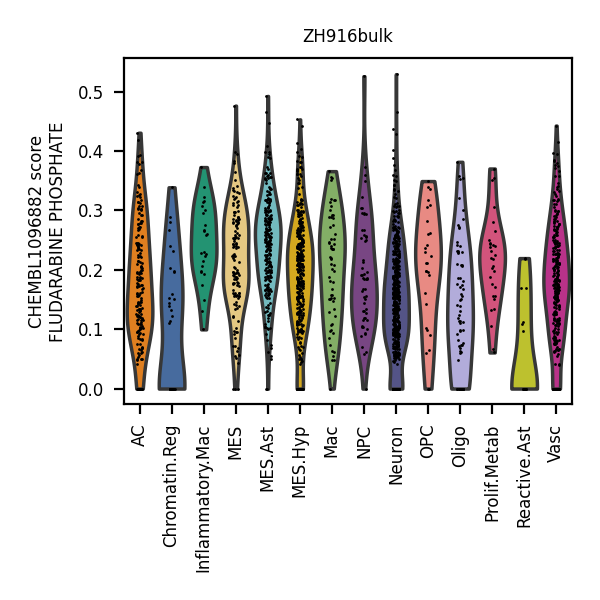 ZH916bulk
CHEMBL1096882 score
FLUDARABINE PHOSPHATE
0.5
0.4
0.3
0.2
0.1
0.0
AC
Chromatin.Reg
Inflammatory.Mac
MES
MES.Ast
MES.Hyp
Mac
NPC
Neuron
OPC
Oligo
Prolif.Metab
Reactive.Ast
Vasc